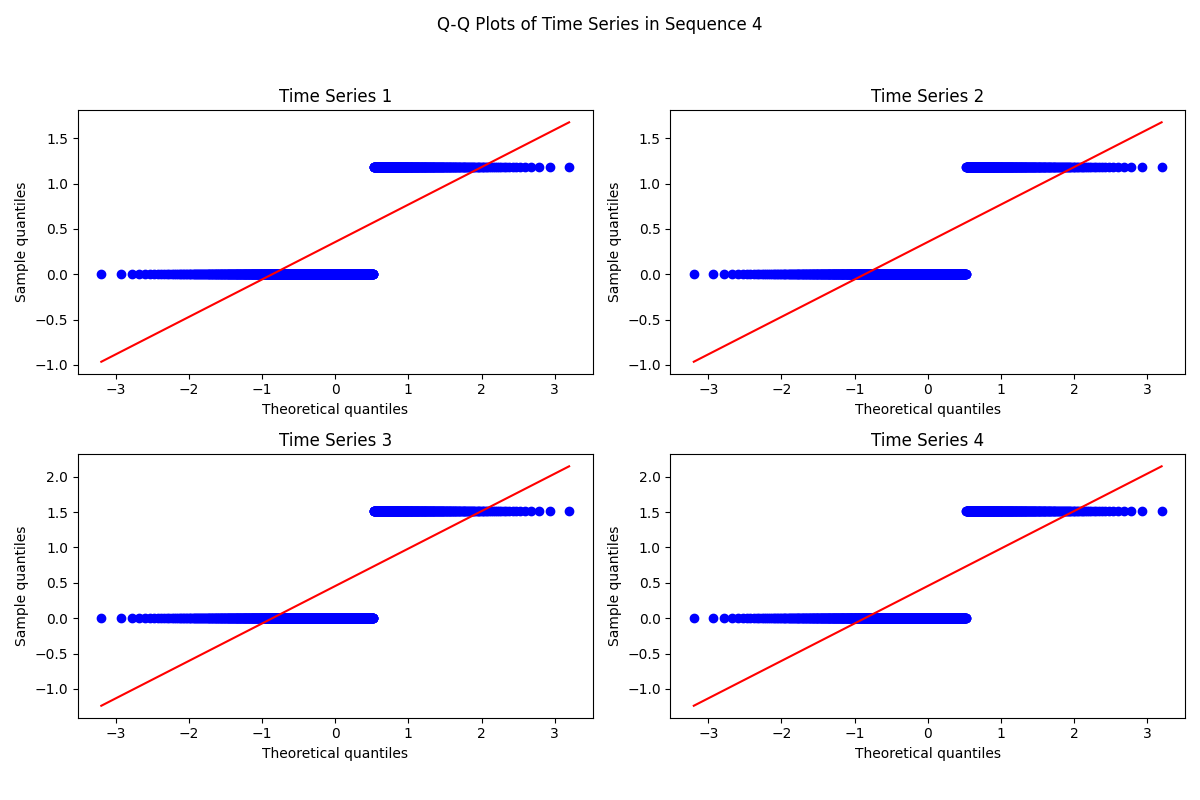 Q-Q Plots of Time Series in Sequence 4
Time Series 1
1.5
1.0
0.5
0.0
−0.5
−1.0
Sample quantiles
−3 −2 −1 0 1 2 3
Theoretical quantiles
Time Series 2
1.5
1.0
0.5
0.0
−0.5
−1.0
Sample quantiles
−3 −2 −1 0 1 2 3
Theoretical quantiles
Time Series 3
2.0
1.5
1.0
0.5
0.0
−0.5
−1.0
Sample quantiles
−3 −2 −1 0 1 2 3
Theoretical quantiles
Time Series 4
2.0
1.5
1.0
0.5
0.0
−0.5
−1.0
Sample quantiles
−3 −2 −1 0 1 2 3
Theoretical quantiles